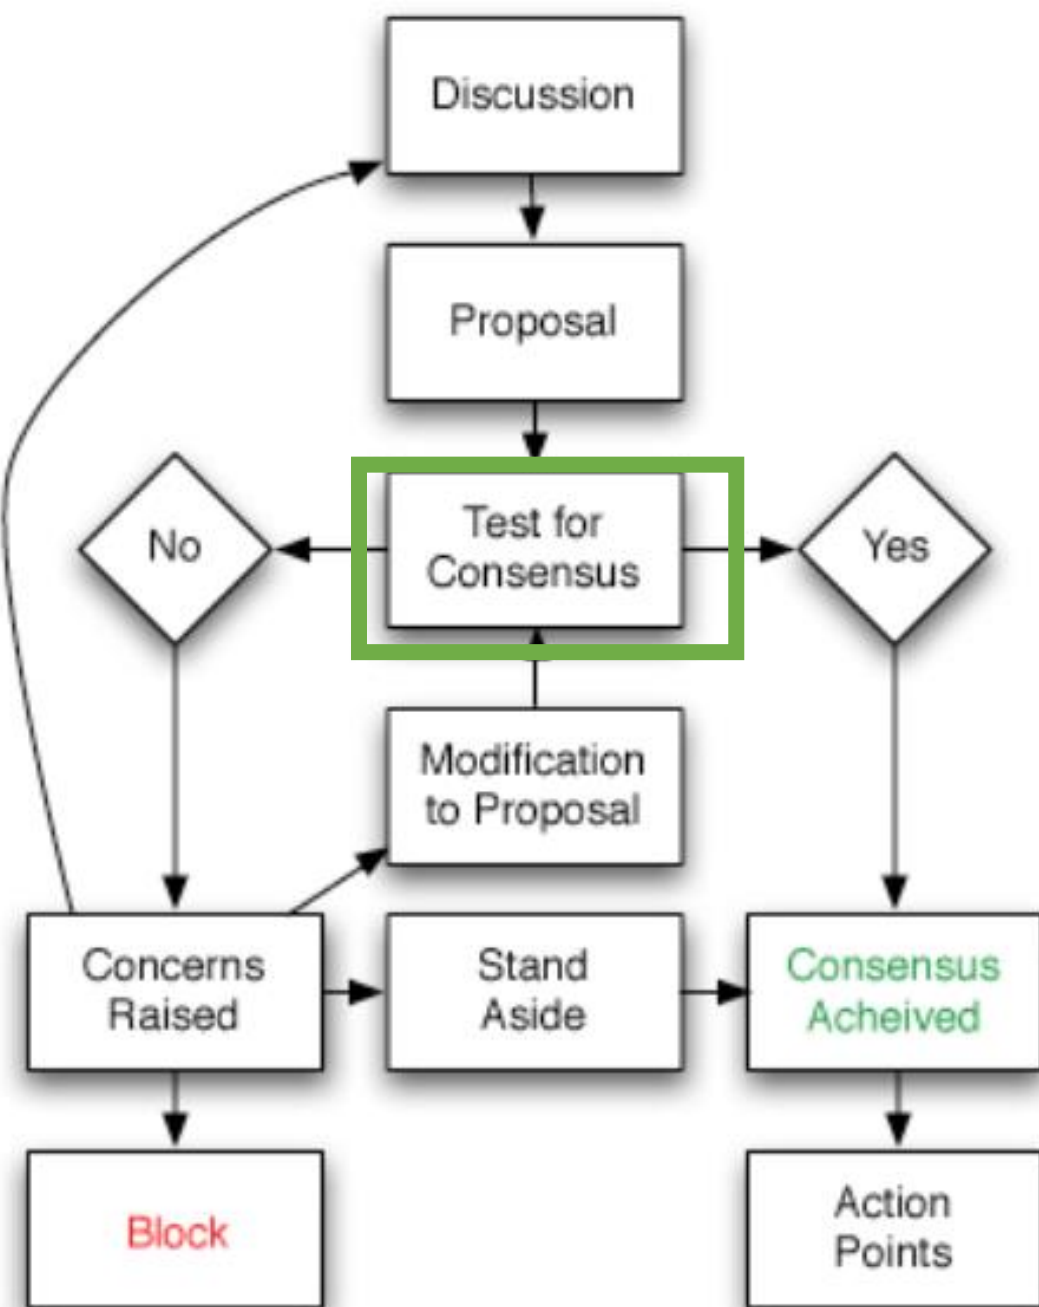 Discussion
Proposal
No
Test for
Consensus
Yes
Modification
to Proposal
Concerns
Raised
Stand
Aside
Consensus
Acheived
Block
Action
Points